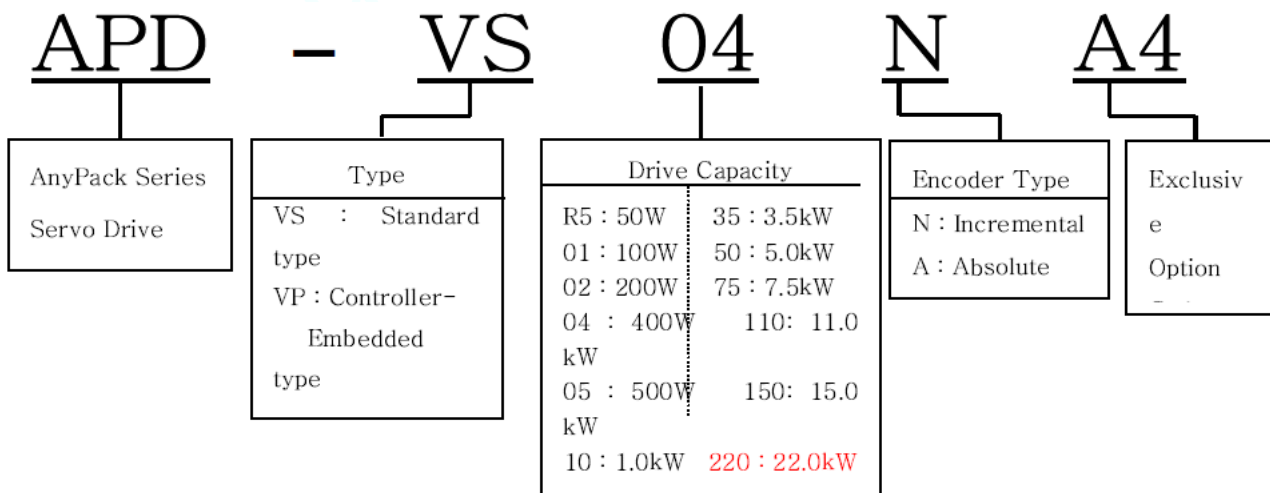 APD - VS 04 N A4
AnyPack Series
Servo Drive
Type
VS : Standard
type
VP : Controller-
Embedded
type
Drive Capacity
R5 : 50W 35 : 3.5kW
01 : 100W 50 : 5.0kW
02 : 200W 75 : 7.5kW
04 : 400W 110: 11.0
kW
05 : 500W 150: 15.0
kW
10 : 1.0kW 220 : 22.0kW
Encoder Type
N : Incremental
A : Absolute
Exclusiv
e
Option